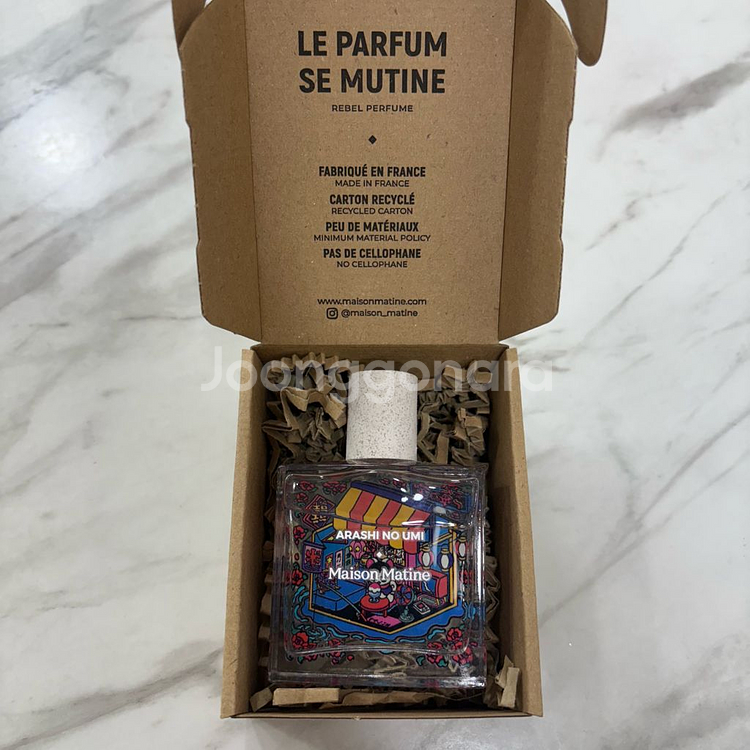 LE PARFUM
SE MUTINE
REBEL PERFUME
FABRIQUÉ EN FRANCE
MADE IN FRANCE
CARTON RECYCLÉ
RECYCLED CARTON
PEU DE MATÉRIAUX
MINIMUM MATERIAL POLICY
PAS DE CELLOPHANE
NO CELLOPHANE
www.maisonmatine.com
@maison_matine
Joonggonara
ARASHI NO UMI
Maison Matine